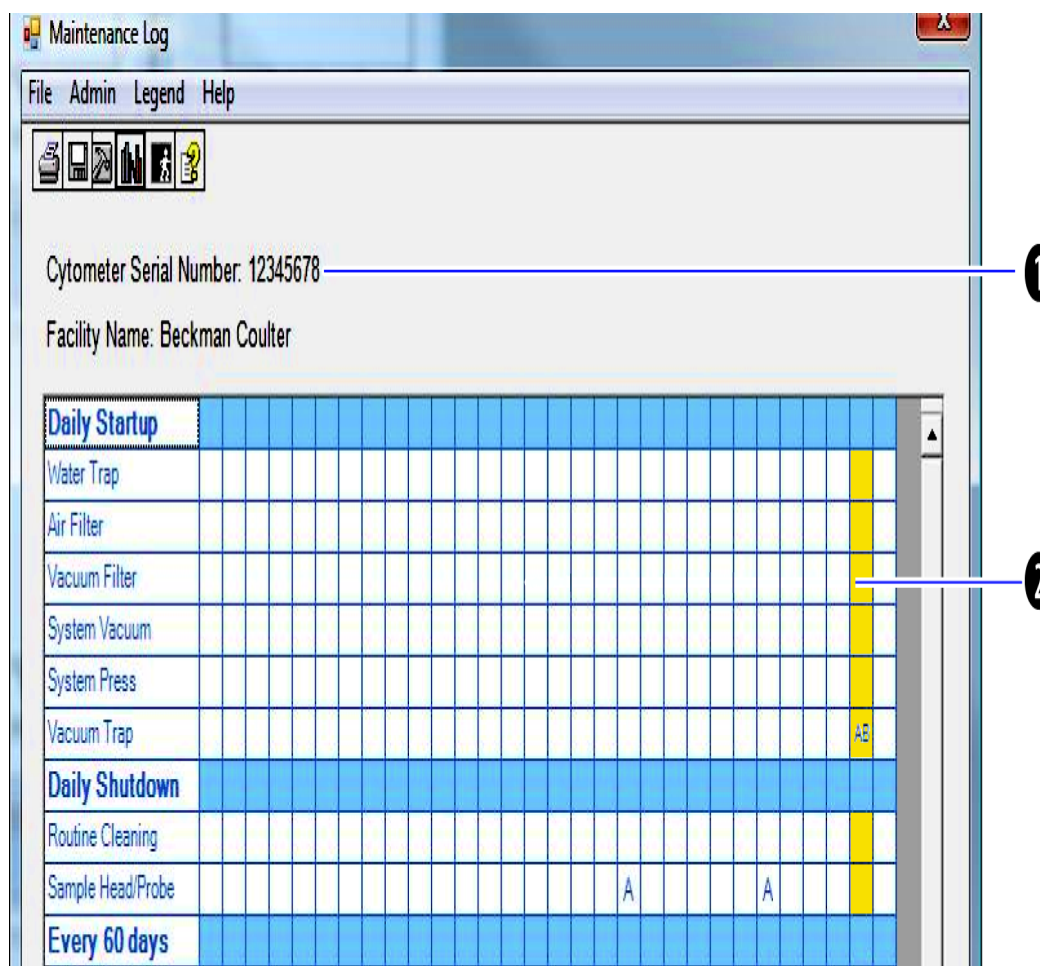 Maintenance Log
X
File Admin Legend Help
Cytometer Serial Number: 12345678
1
Facility Name: Beckman Coulter
Daily Startup
Water Trap
Air Filter
Vacuum Filter
2
System Vacuum
System Press
Vacuum Trap AB
Daily Shutdown
Routine Cleaning
Sample Head/Probe A A
Every 60 days